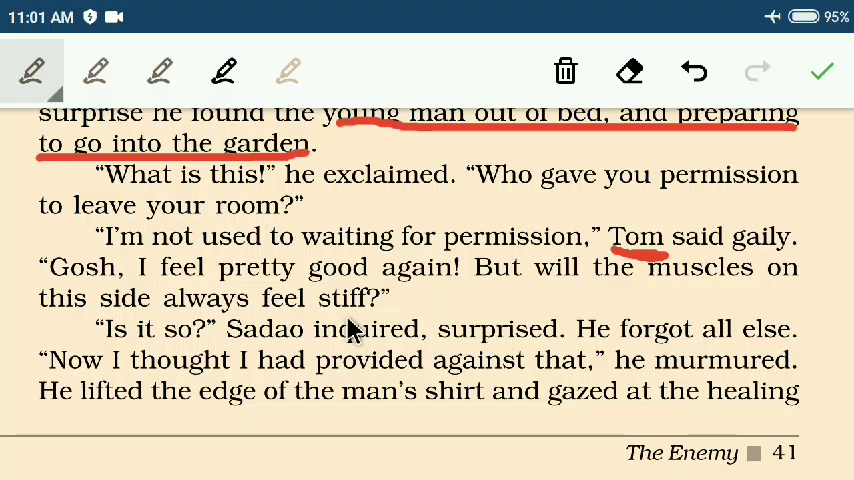 11:01 AM 95%
surprise he found the young man out of bed, and preparing
to go into the garden.
“What is this!” he exclaimed. “Who gave you permission
to leave your room?”
“I'm not used to waiting for permission,” Tom said gaily.
“Gosh, I feel pretty good again! But will the muscles on
this side always feel stiff?”
“Is it so?” Sadao inquired, surprised. He forgot all else.
“Now I thought I had provided against that,” he murmured.
He lifted the edge of the man's shirt and gazed at the healing
The Enemy 41